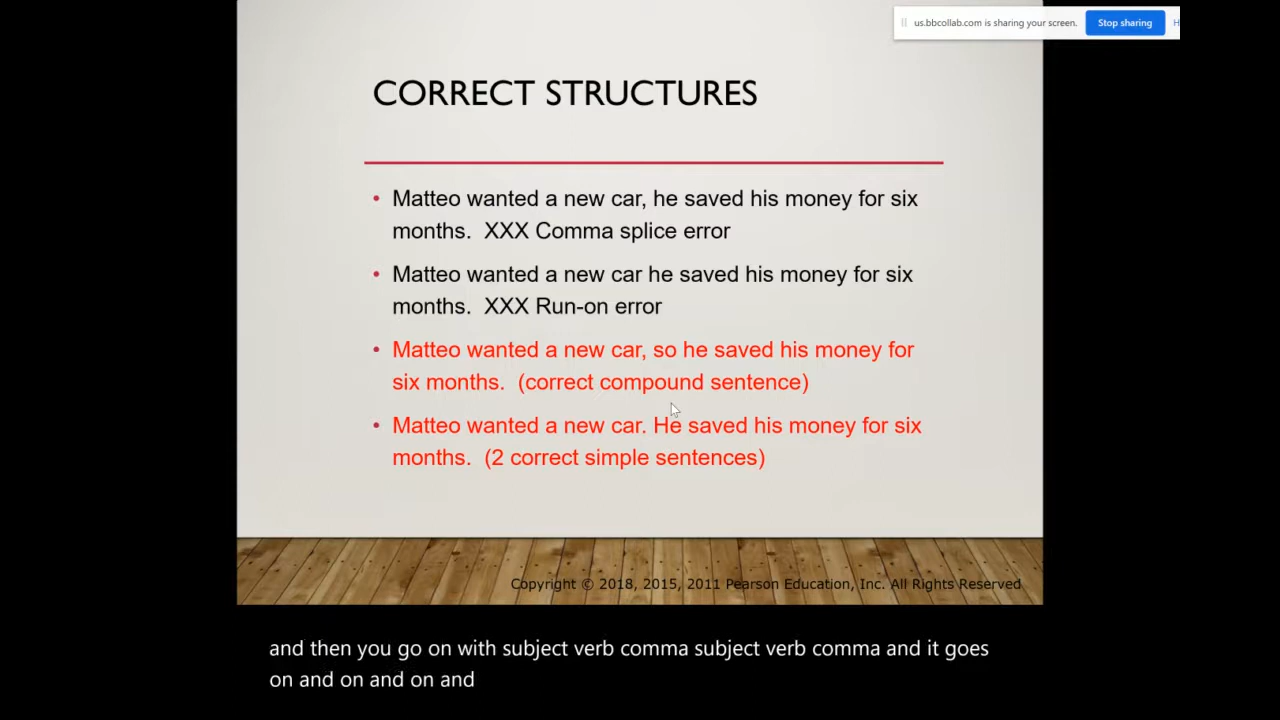 us.bbcollab.com is sharing your screen.
Stop sharing
H
CORRECT STRUCTURES
• Matteo wanted a new car, he saved his money for six
months.  XXX Comma splice error
• Matteo wanted a new car he saved his money for six
months.  XXX Run-on error
• Matteo wanted a new car, so he saved his money for
six months.  (correct compound sentence)
• Matteo wanted a new car. He saved his money for six
months.  (2 correct simple sentences)
Copyright © 2018, 2015, 2011 Pearson Education, Inc. All Rights Reserved
and then you go on with subject verb comma subject verb comma and it goes
on and on and on and